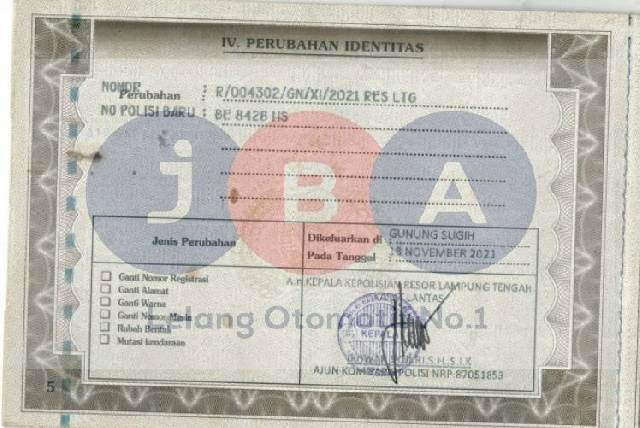 IV. PERUBAHAN IDENTITAS
NOMOR
Perubahan : R/004302/GN/XI/2021 RES LTG
NO POLISI BARU : BE 8428 HS
JBA
Jenis Perubahan
Dikeluarkan di : GUNUNG SUGIH
Pada Tanggal : 8 NOVEMBER 2021
Ganti Nomor Registrasi
Ganti Alamat
Ganti Warna
Ganti Nomor Mesin
Rubah Bentuk
Mutasi kendaraan
A.n KEPALA KEPOLISIAN RESOR LAMPUNG TENGAH
LANTAS
Lelang Otomotif No.1
KEPALA
S.H, S.I.K
AJUN KOMISARIS POLISI NRP 87051853
5